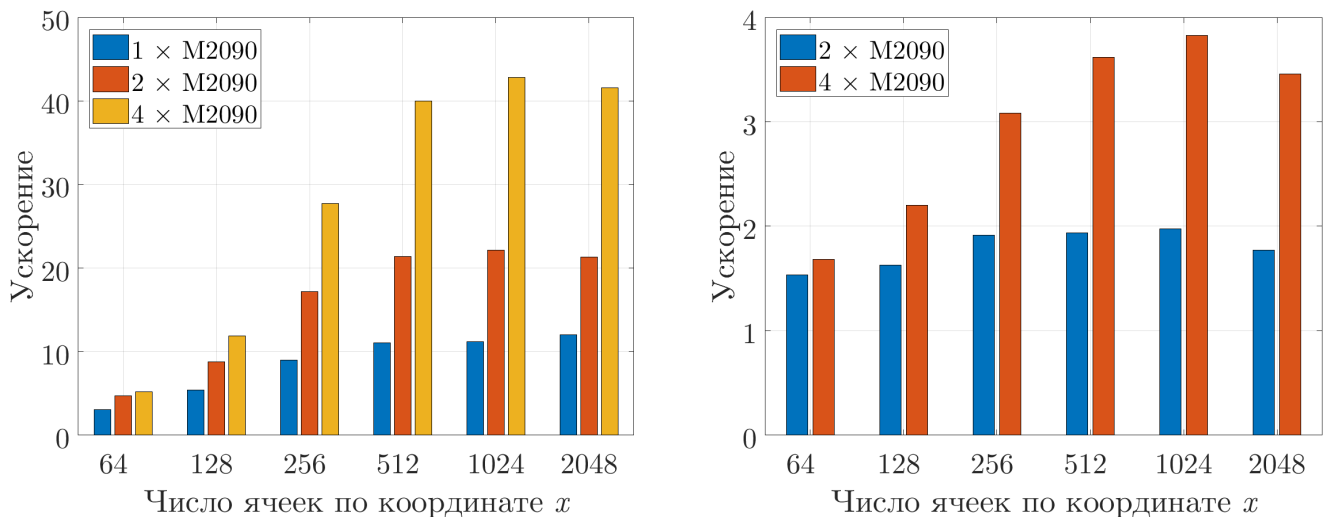 50
40
30
20
10
0
1 × M2090
2 × M2090
4 × M2090
Ускорение
64 128 256 512 1024 2048
Число ячеек по координате x
4
3
2
1
0
2 × M2090
4 × M2090
Ускорение
64 128 256 512 1024 2048
Число ячеек по координате x